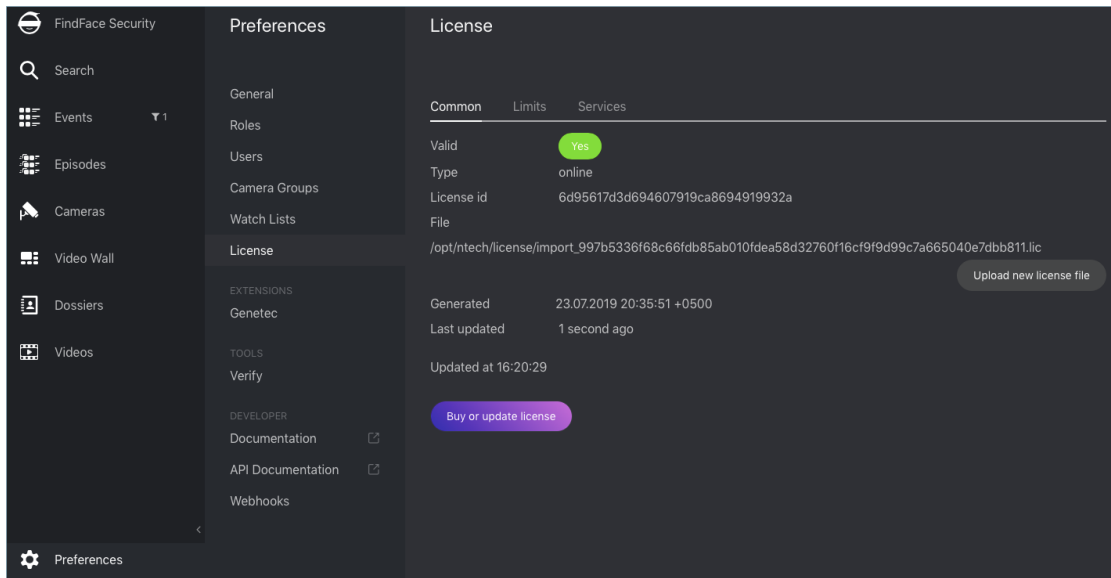 FindFace Security
Search
Events 1
Episodes
Cameras
Video Wall
Dossiers
Videos
Preferences
Preferences
General
Roles
Users
Camera Groups
Watch Lists
License
EXTENSIONS
Genetec
TOOLS
Verify
DEVELOPER
Documentation
API Documentation
Webhooks
License
Common Limits Services
Valid Yes
Type online
License id 6d95617d3d694607919ca8694919932a
File
/opt/ntech/license/import_997b5336f68c66fdb85ab010fdea58d32760f16cf9f9d99c7a665040e7dbb811.lic
Upload new license file
Generated 23.07.2019 20:35:51 +0500
Last updated 1 second ago
Updated at 16:20:29
Buy or update license